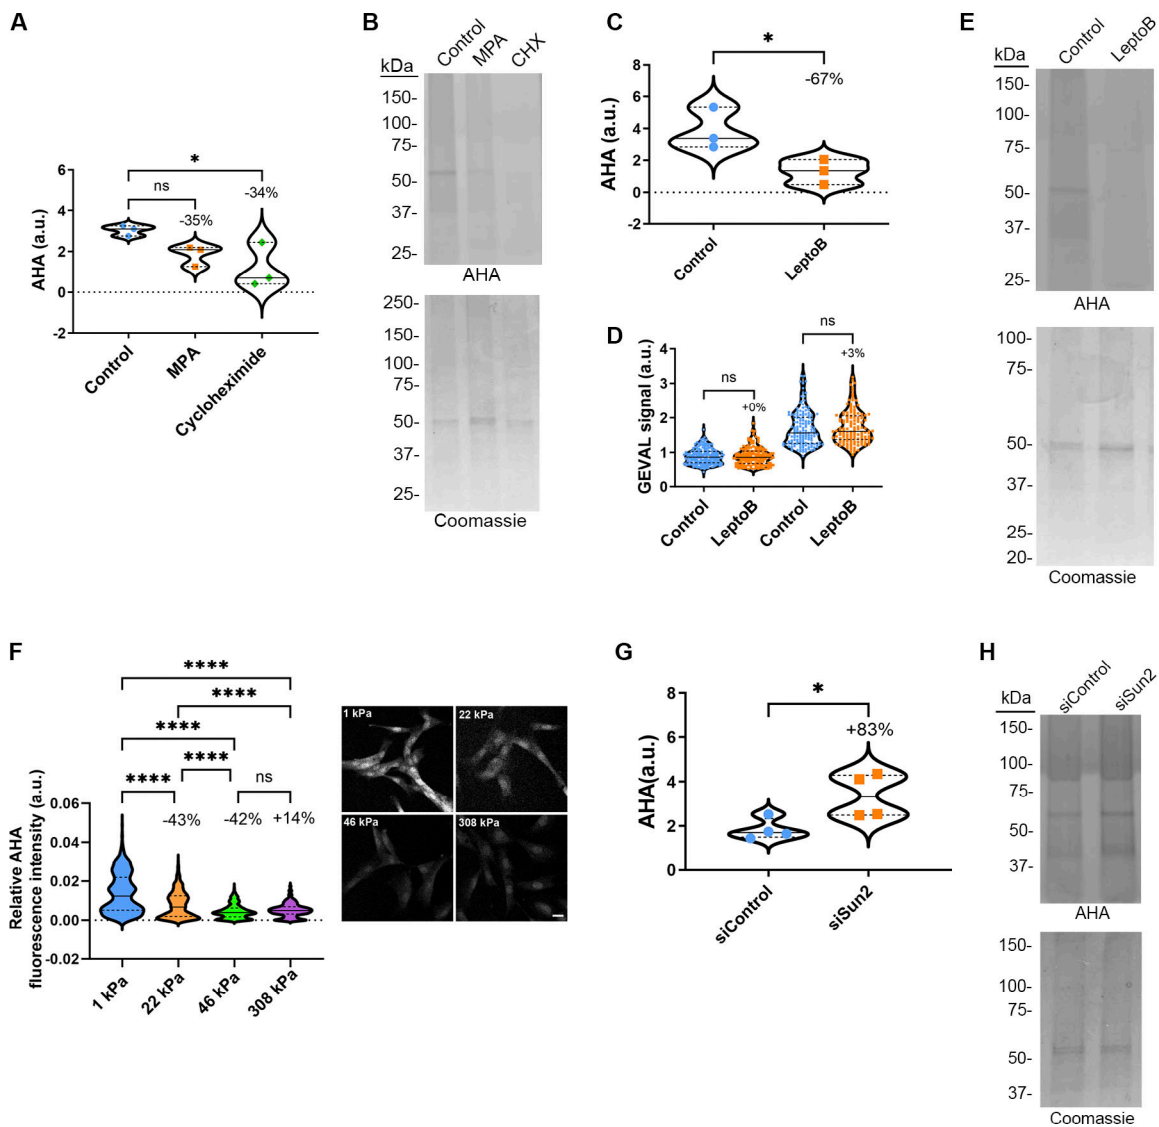 A
AHA (a.u.)
6
4
2
0
-2
*
ns
-35%
-34%
Control
MPA
Cycloheximide
B
kDa
Control
MPA
CHX
150-
100-
75-
50-
37-
25-
AHA
250-
150-
100-
75-
50-
37-
25-
Coomassie
C
AHA (a.u.)
8
6
4
2
0
-2
*
-67%
Control
LeptoB
D
GEVAL signal (a.u.)
4
3
2
1
0
ns
+0%
ns
+3%
Control
LeptoB
Control
LeptoB
E
kDa
Control
LeptoB
150-
100-
75-
50-
37-
25-
AHA
100-
75-
50-
37-
25-
20-
Coomassie
F
Relative AHA
fluorescence intensity (a.u.)
0.06
0.04
0.02
0.00
-0.02
****
****
****
****
****
ns
-43%
-42%
+14%
1 kPa
22 kPa
46 kPa
308 kPa
1 kPa
22 kPa
46 kPa
308 kPa
G
AHA(a.u.)
8
6
4
2
0
*
+83%
siControl
siSun2
H
kDa
siControl
siSun2
150-
100-
75-
50-
37-
AHA
150-
100-
75-
50-
37-
Coomassie